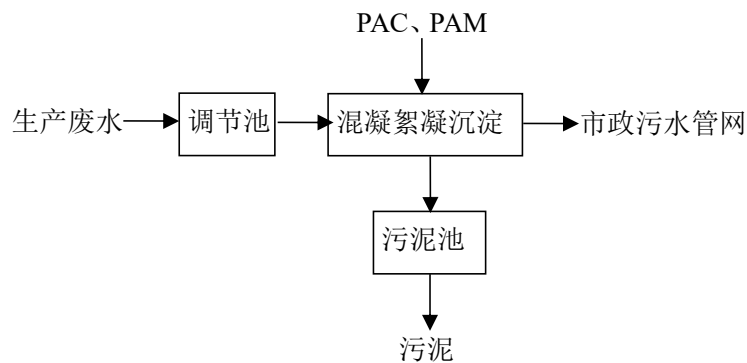 PAC、PAM
生产废水
调节池
混凝絮凝沉淀
市政污水管网
污泥池
污泥